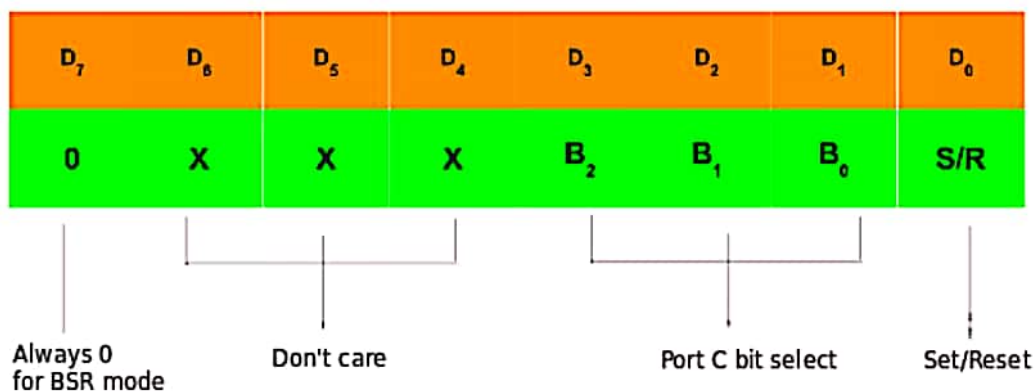 D₇ D₆ D₅ D₄ D₃ D₂ D₁ D₀
0 X X X B₂ B₁ B₀ S/R
Always 0
for BSR mode
Don't care
Port C bit select
Set/Reset